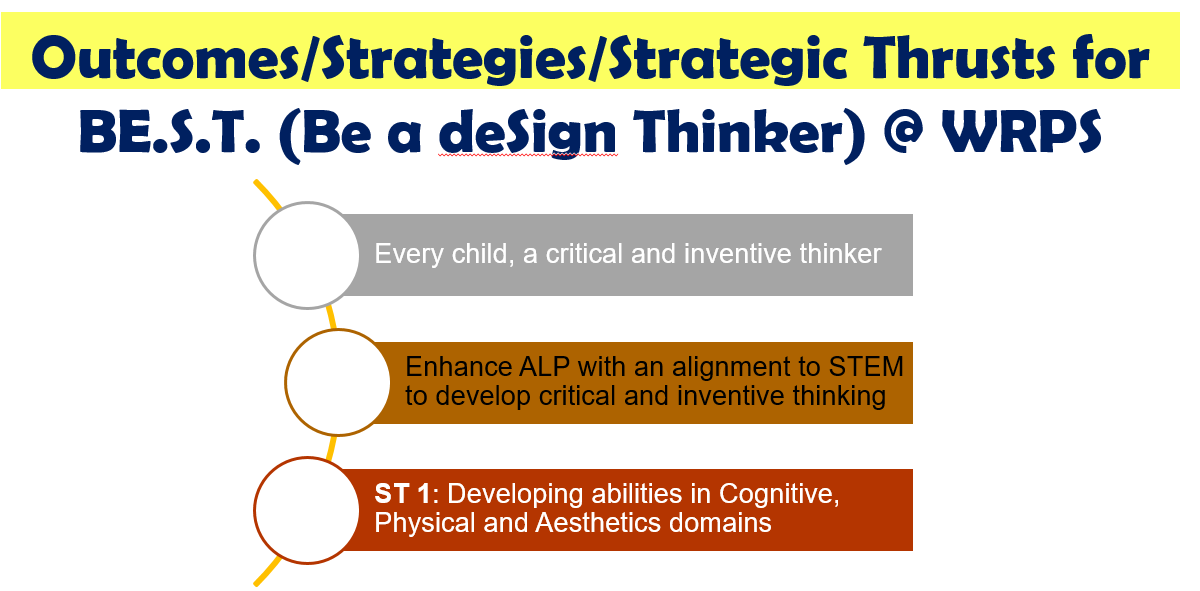 Outcomes/Strategies/Strategic Thrusts for
BE.S.T. (Be a deSign Thinker) @ WRPS
Every child, a critical and inventive thinker
Enhance ALP with an alignment to STEM
to develop critical and inventive thinking
ST 1: Developing abilities in Cognitive,
Physical and Aesthetics domains